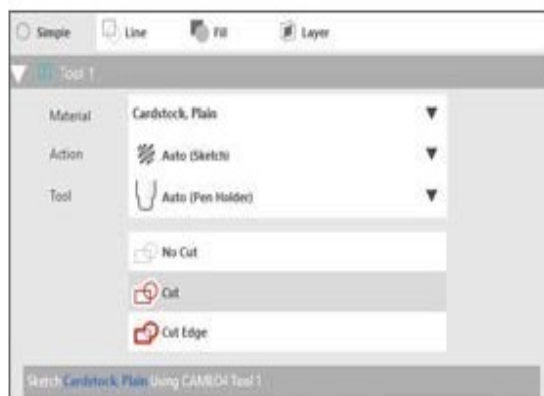 Simple Line Fill Layer
Tool 1
Material Cardstock, Plain
Action Auto (Sketch)
Tool Auto (Pen Holder)
No Cut
Cut
Cut Edge
Sketch Cardstock, Plain Using CAMEO4 Tool 1